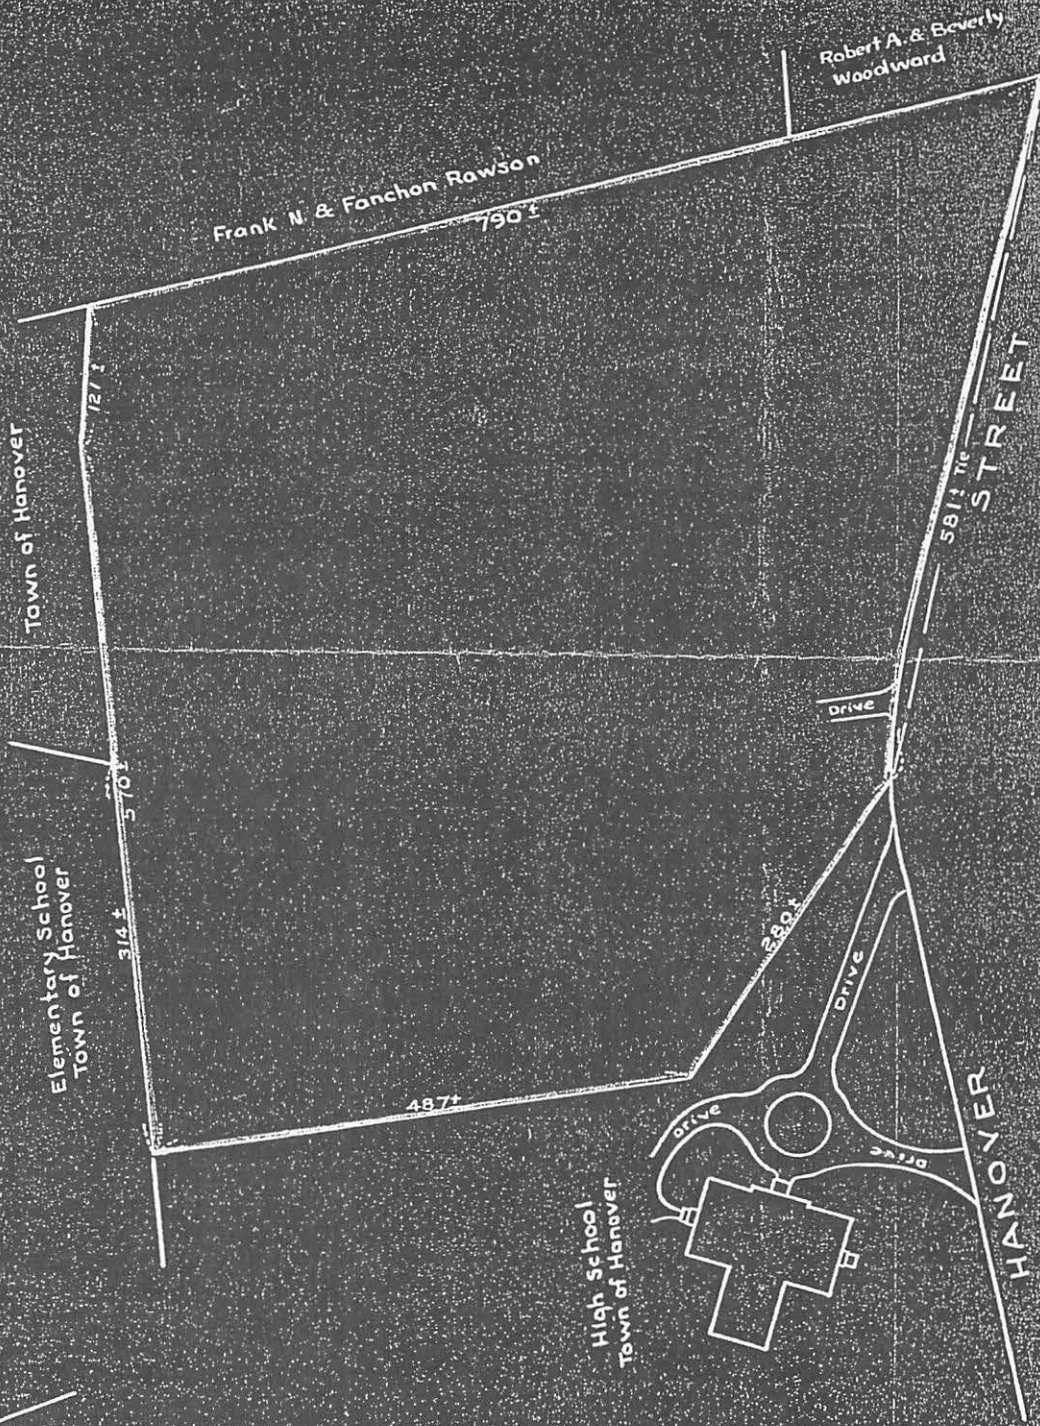 Robert A. & Beverly
Woodward
Frank N. & Fanchon Rawson
790 ±
121 ±
Town of Hanover
581 ± Tie
STREET
Drive
570 ±
314 ±
Elementary School
Town of Hanover
280 ±
Drive
487 ±
Drive
Drive
High School
Town of Hanover
HANOVER